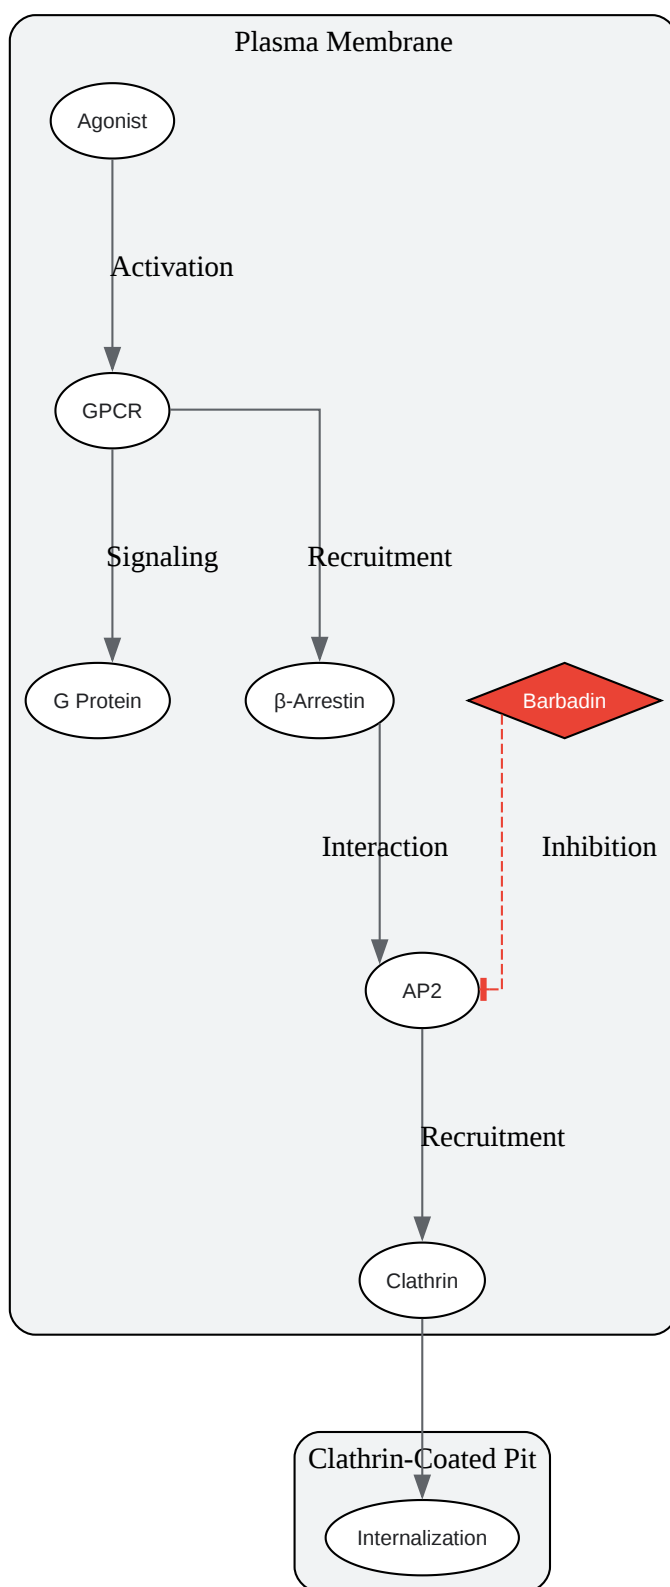 Plasma Membrane
Agonist
Activation
GPCR
Signaling
Recruitment
G Protein
β-Arrestin
Barbadin
Interaction
Inhibition
AP2
Recruitment
Clathrin
Clathrin-Coated Pit
Internalization